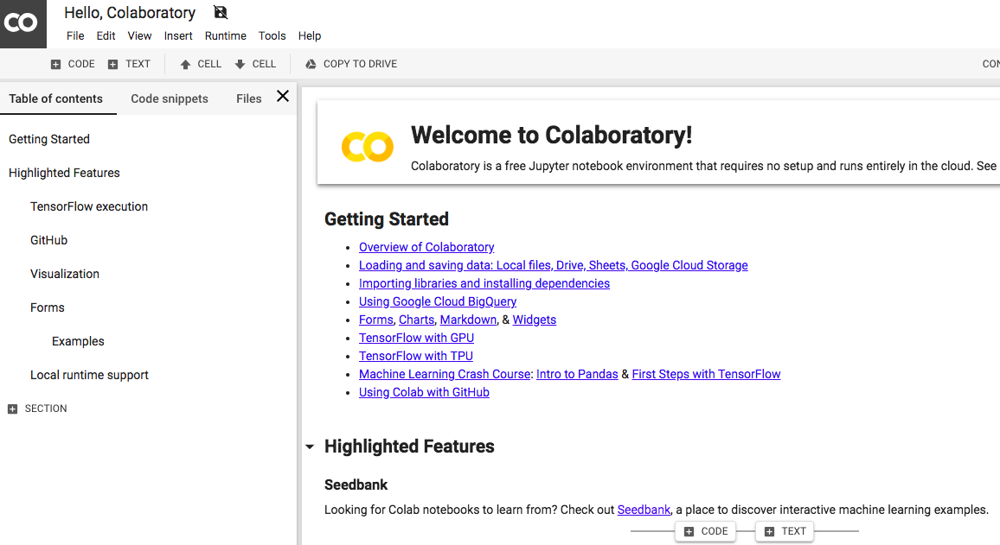 CO
Hello, Colaboratory
File Edit View Insert Runtime Tools Help
CODE TEXT CELL CELL COPY TO DRIVE CON
Table of contents Code snippets Files
Getting Started
Highlighted Features
TensorFlow execution
GitHub
Visualization
Forms
Examples
Local runtime support
SECTION
CO
Welcome to Colaboratory!
Colaboratory is a free Jupyter notebook environment that requires no setup and runs entirely in the cloud. See
Getting Started
Overview of Colaboratory
Loading and saving data: Local files, Drive, Sheets, Google Cloud Storage
Importing libraries and installing dependencies
Using Google Cloud BigQuery
Forms, Charts, Markdown, & Widgets
TensorFlow with GPU
TensorFlow with TPU
Machine Learning Crash Course: Intro to Pandas & First Steps with TensorFlow
Using Colab with GitHub
Highlighted Features
Seedbank
Looking for Colab notebooks to learn from? Check out Seedbank, a place to discover interactive machine learning examples.
CODE TEXT